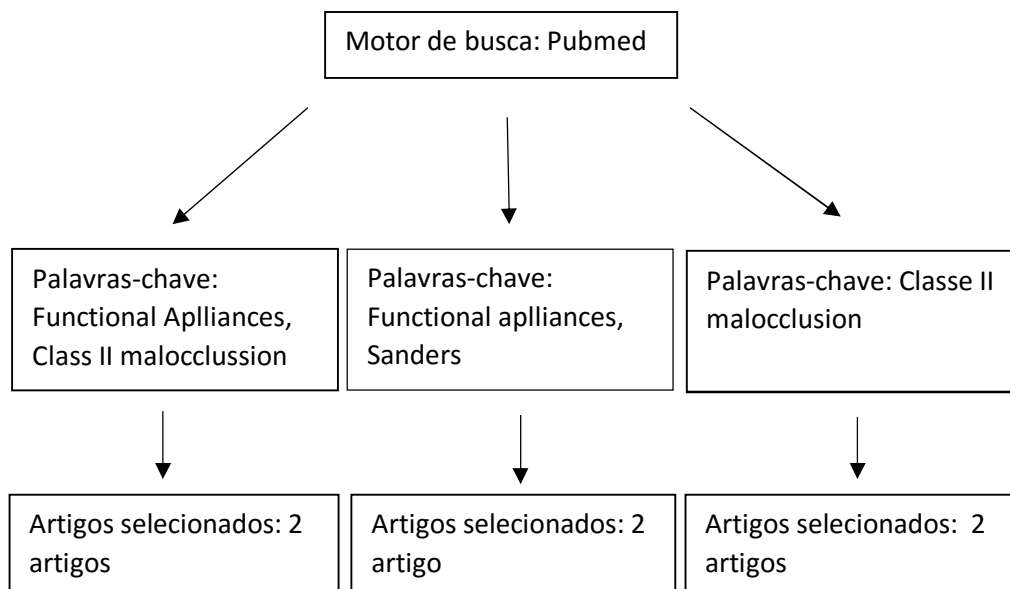 Motor de busca: Pubmed
Palavras-chave:
Functional Aplliances,
Class II malocclussion
Palavras-chave:
Functional aplliances,
Sanders
Palavras-chave: Classe II
malocclusion
Artigos selecionados: 2
artigos
Artigos selecionados: 2
artigo
Artigos selecionados:  2
artigos